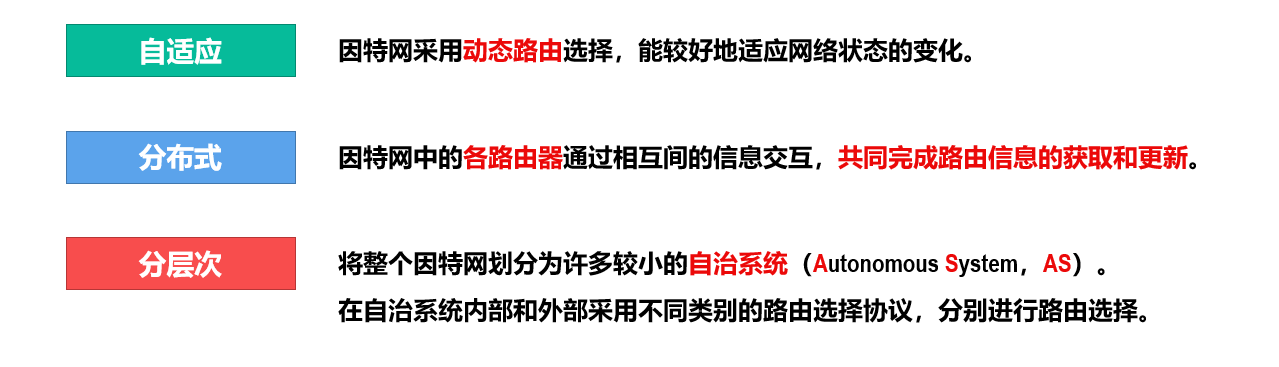 自适应
因特网采用动态路由选择，能较好地适应网络状态的变化。
分布式
因特网中的各路由器通过相互间的信息交互，共同完成路由信息的获取和更新。
分层次
将整个因特网划分为许多较小的自治系统（Autonomous System，AS）。
在自治系统内部和外部采用不同类别的路由选择协议，分别进行路由选择。